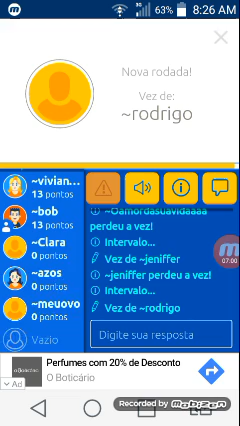 3G 63% 8:26 AM
Nova rodada!
Vez de:
~rodrigo
~vivian...
13 pontos
~bob
13 pontos
~Clara
0 pontos
~azos
0 pontos
~meuovo
0 pontos
Vazio
perdeu a vez!
Intervalo...
Vez de ~jeniffer
~jeniffer perdeu a vez!
Intervalo...
Vez de ~rodrigo
07:00
Digite sua resposta
Perfumes com 20% de Desconto
O Boticário
Ad
Recorded by Mobizen